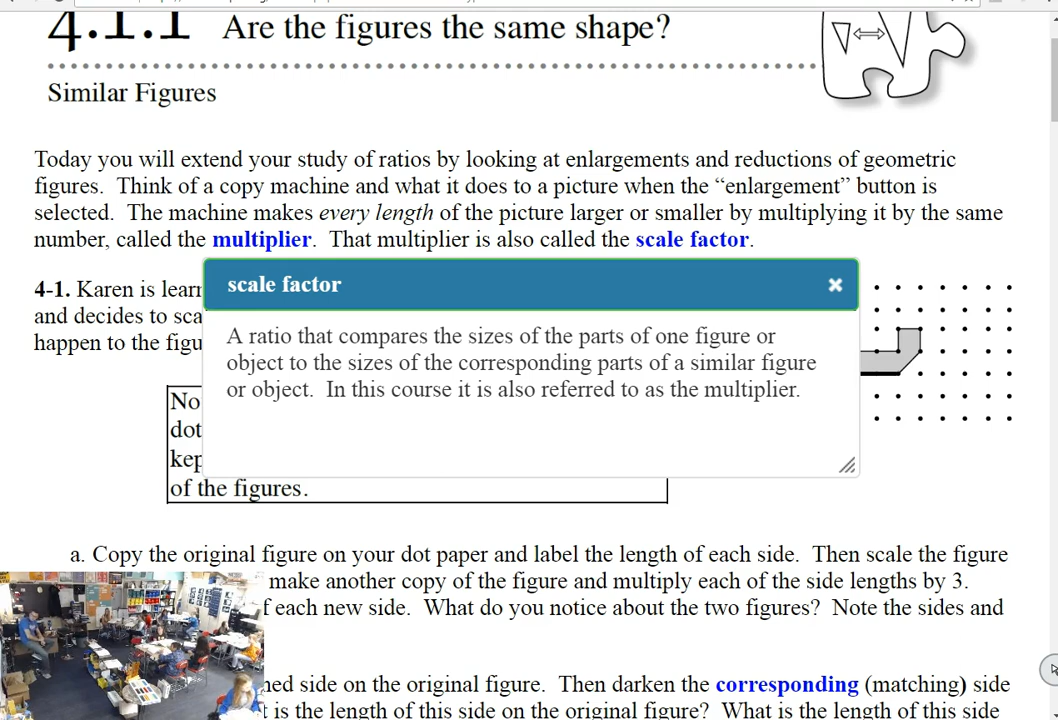 4.1.1 Are the figures the same shape?
Similar Figures
Today you will extend your study of ratios by looking at enlargements and reductions of geometric
figures. Think of a copy machine and what it does to a picture when the “enlargement” button is
selected. The machine makes every length of the picture larger or smaller by multiplying it by the same
number, called the multiplier. That multiplier is also called the scale factor.
4-1. Karen is
and decides to
happen to the
scale factor
A ratio that compares the sizes of the parts of one figure or
object to the sizes of the corresponding parts of a similar figure
or object. In this course it is also referred to as the multiplier.
of the figures.
a. Copy the original figure on your dot paper and label the length of each side. Then scale the figure
make another copy of the figure and multiply each of the side lengths by 3.
f each new side. What do you notice about the two figures? Note the sides and
ned side on the original figure. Then darken the corresponding (matching) side
t is the length of this side on the original figure? What is the length of this side